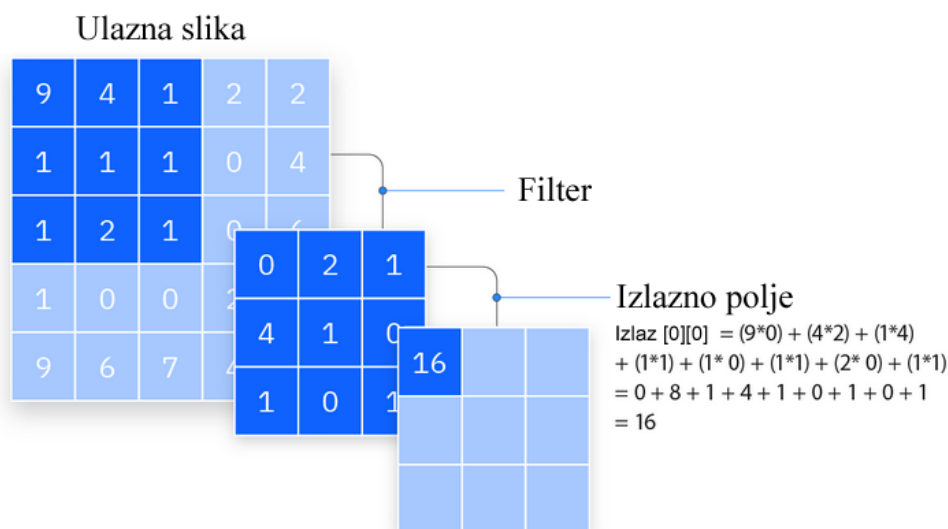 Ulazna slika
9 4 1 2 2
1 1 1 0 4
1 2 1 0
1 0 0
9 6 7 4
Filter
0 2 1
4 1 0
1 0 1
Izlazno polje
16
Izlaz [0][0] = (9*0) + (4*2) + (1*4)
+ (1*1) + (1* 0) + (1*1) + (2* 0) + (1*1)
= 0 + 8 + 1 + 4 + 1 + 0 + 1 + 0 + 1
= 16